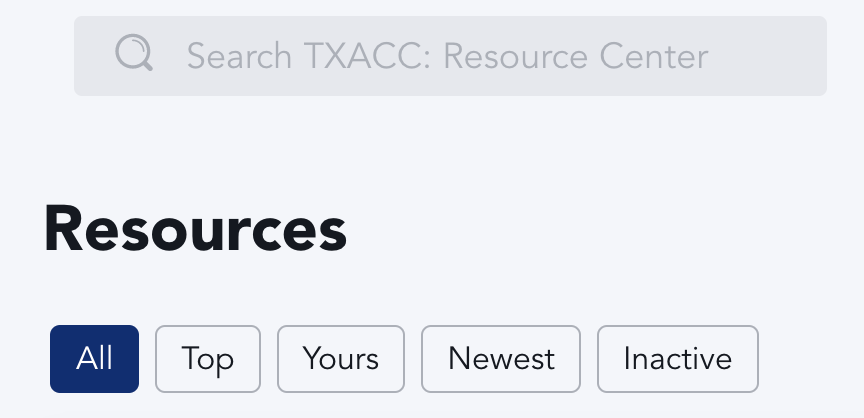 Search TXACC: Resource Center
Resources
All Top Yours Newest Inactive